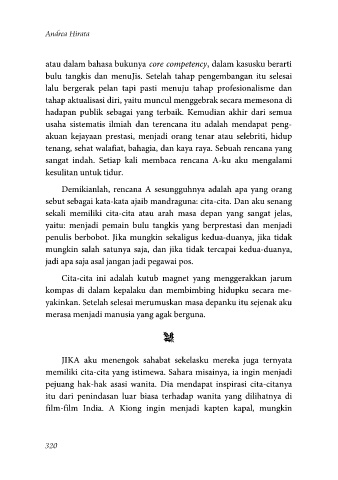 Andrea Hirata
atau dalam bahasa bukunya core competency, dalam kasusku berarti
bulu tangkis dan menuJis. Setelah tahap pengembangan itu selesai
lalu bergerak pelan tapi pasti menuju tahap profesionalisme dan
tahap aktualisasi diri, yaitu muncul menggebrak secara memesona di
hadapan publik sebagai yang terbaik. Kemudian akhir dari semua
usaha sistematis ilmiah dan terencana itu adalah mendapat peng-
akuan kejayaan prestasi, menjadi orang tenar atau selebriti, hidup
tenang, sehat walafiat, bahagia, dan kaya raya. Sebuah rencana yang
sangat indah. Setiap kali membaca rencana A-ku aku mengalami
kesulitan untuk tidur.
Demikianlah, rencana A sesungguhnya adalah apa yang orang
sebut sebagai kata-kata ajaib mandraguna: cita-cita. Dan aku senang
sekali memiliki cita-cita atau arah masa depan yang sangat jelas,
yaitu: menjadi pemain bulu tangkis yang berprestasi dan menjadi
penulis berbobot. Jika mungkin sekaligus kedua-duanya, jika tidak
mungkin salah satunya saja, dan jika tidak tercapai kedua-duanya,
jadi apa saja asal jangan jadi pegawai pos.
Cita-cita ini adalah kutub magnet yang menggerakkan jarum
kompas di dalam kepalaku dan membimbing hidupku secara me-
yakinkan. Setelah selesai merumuskan masa depanku itu sejenak aku
merasa menjadi manusia yang agak berguna.
JIKA aku menengok sahabat sekelasku mereka juga ternyata
memiliki cita-cita yang istimewa. Sahara misalnya, ia ingin menjadi
pejuang hak-hak asasi wanita. Dia mendapat inspirasi cita-citanya
itu dari penindasan luar biasa terhadap wanita yang dilihatnya di
film-film India. A Kiong ingin menjadi kapten kapal, mungkin
320